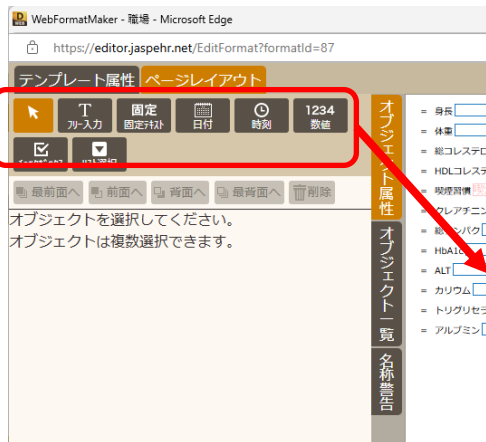 WebFormatMaker - 職場 - Microsoft Edge
https://editor.jaspehr.net/EditFormat?formatId=87
テンプレート属性 ページレイアウト
T 固定 1234
フリー入力 固定テキスト 日付 時刻 数値
リスト選択
最前面へ 前面へ 背面へ 最背面へ 削除
オブジェクトを選択してください。
オブジェクトは複数選択できます。
オブジェクト属性
オブジェクト一覧
名称警告
= 身長
= 体重
= 総コレステロ
= HDLコレステ
= 喫煙習慣
= クレアチニン
= 総タンパク
= HbA1c
= ALT
= カリウム
= トリグリセラ
= アルブミン